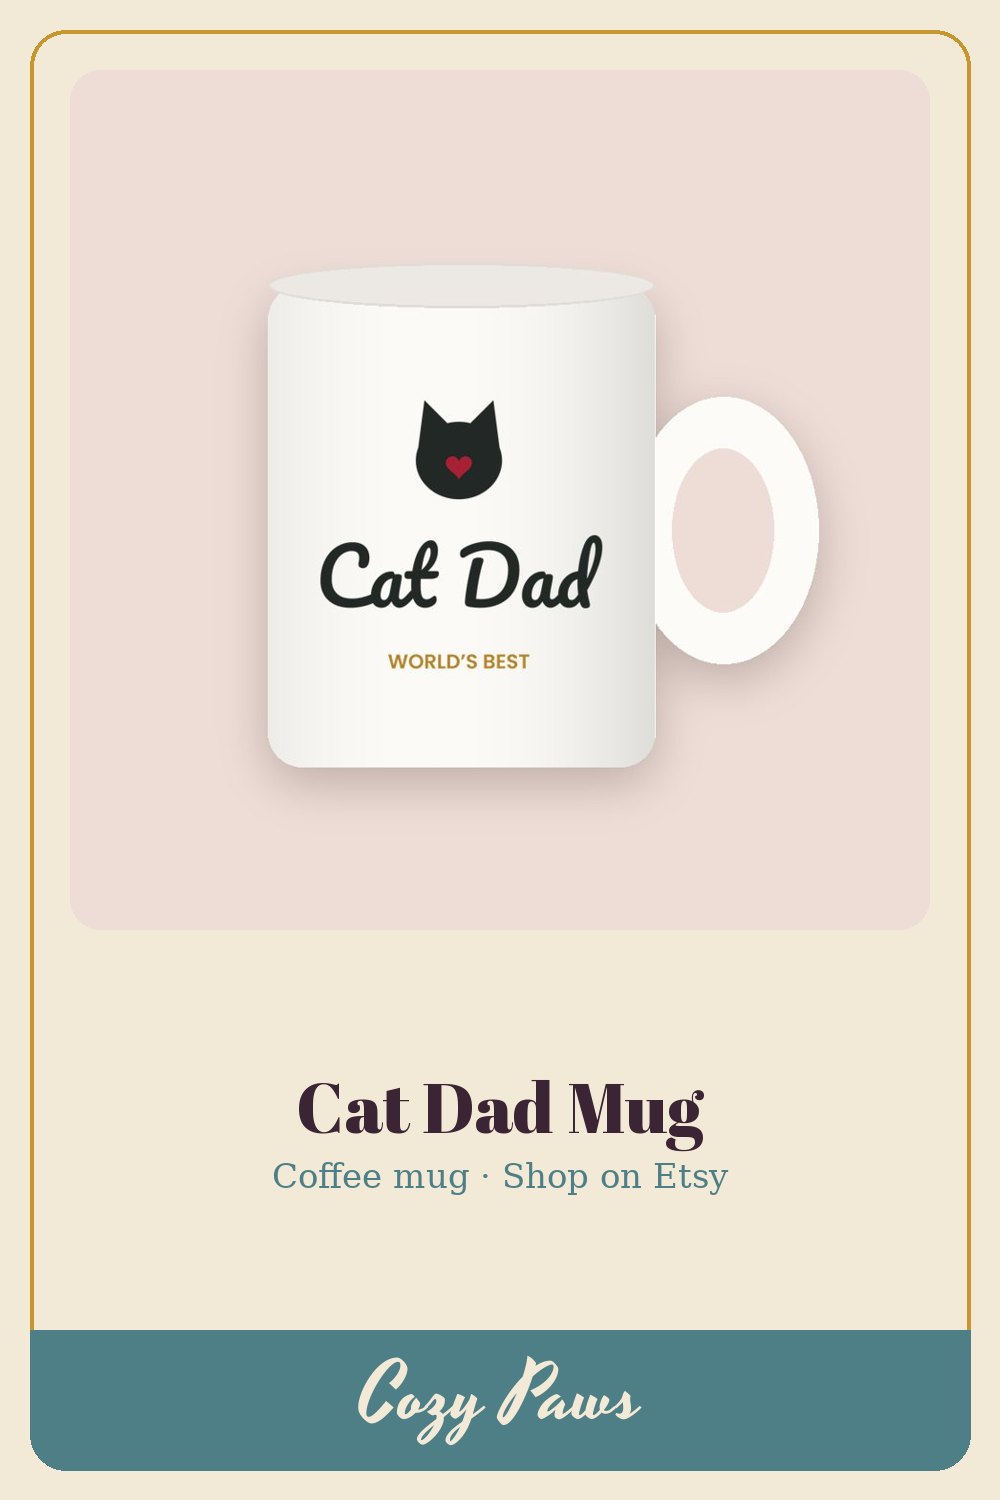 Cat Dad
WORLD’S BEST
Cat Dad Mug
Coffee mug · Shop on Etsy
Cozy Paws